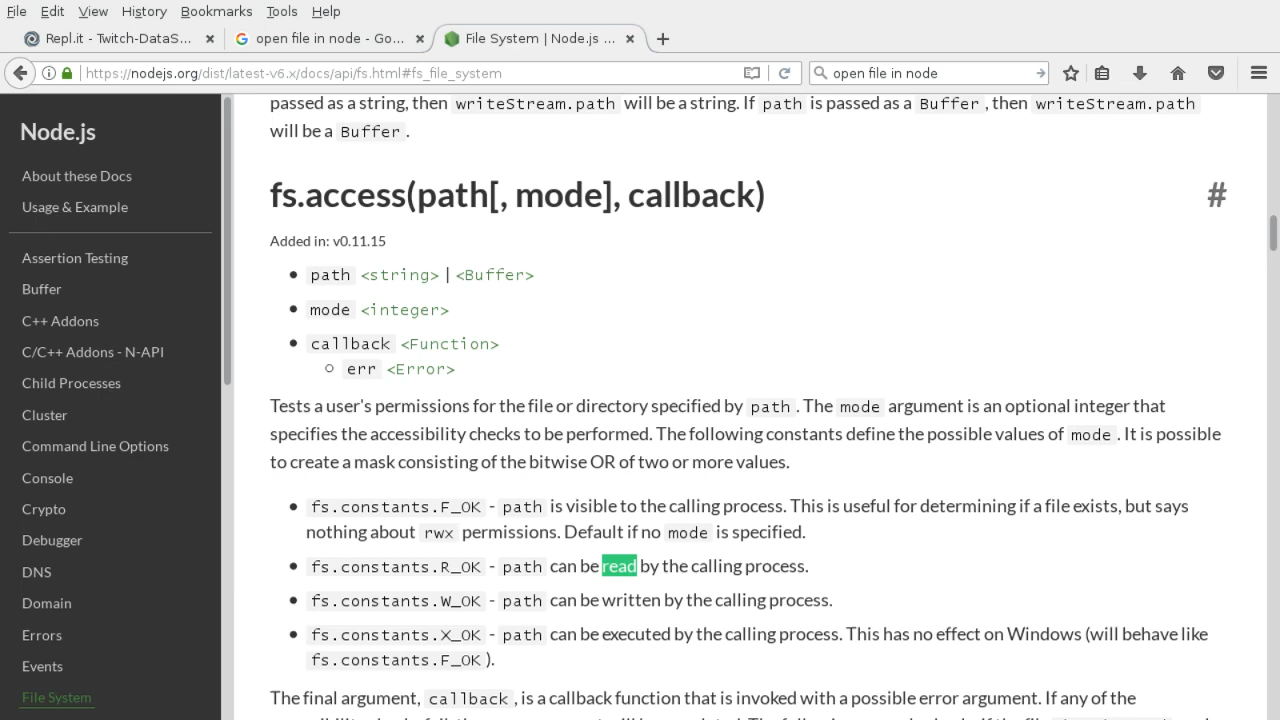 File Edit View History Bookmarks Tools Help
Repl.it - Twitch-DataS... × open file in node - Go... × File System | Node.js ... × +
https://nodejs.org/dist/latest-v6.x/docs/api/fs.html#fs_file_system open file in node
Node.js
About these Docs
Usage & Example
Assertion Testing
Buffer
C++ Addons
C/C++ Addons - N-API
Child Processes
Cluster
Command Line Options
Console
Crypto
Debugger
DNS
Domain
Errors
Events
File System
passed as a string, then writeStream.path will be a string. If path is passed as a Buffer, then writeStream.path
will be a Buffer.
fs.access(path[, mode], callback) #
Added in: v0.11.15
• path <string> | <Buffer>
• mode <integer>
• callback <Function>
○ err <Error>
Tests a user's permissions for the file or directory specified by path. The mode argument is an optional integer that
specifies the accessibility checks to be performed. The following constants define the possible values of mode. It is possible
to create a mask consisting of the bitwise OR of two or more values.
• fs.constants.F_OK - path is visible to the calling process. This is useful for determining if a file exists, but says
nothing about rwx permissions. Default if no mode is specified.
• fs.constants.R_OK - path can be read by the calling process.
• fs.constants.W_OK - path can be written by the calling process.
• fs.constants.X_OK - path can be executed by the calling process. This has no effect on Windows (will behave like
fs.constants.F_OK).
The final argument, callback, is a callback function that is invoked with a possible error argument. If any of the